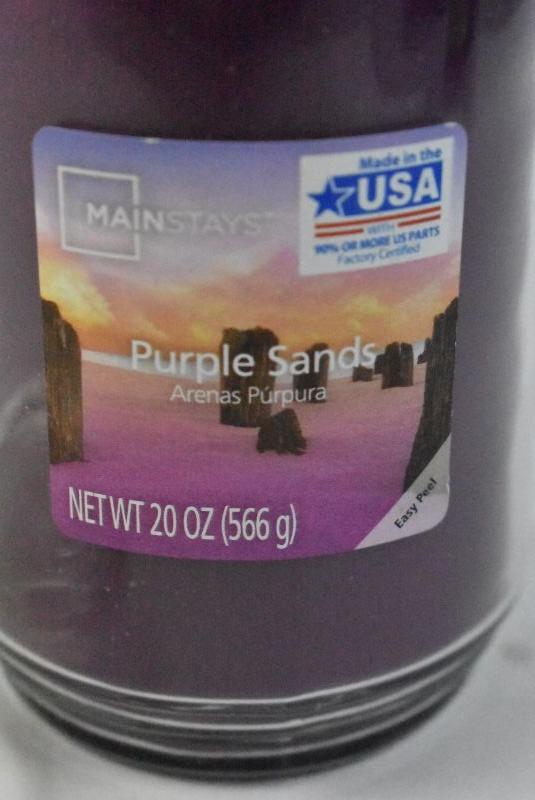 MAINSTAYS
Made in the
USA
WITH
90% OR MORE US PARTS
Factory Certified
Purple Sands
Arenas Púrpura
NET WT 20 OZ (566 g)
Easy Peel